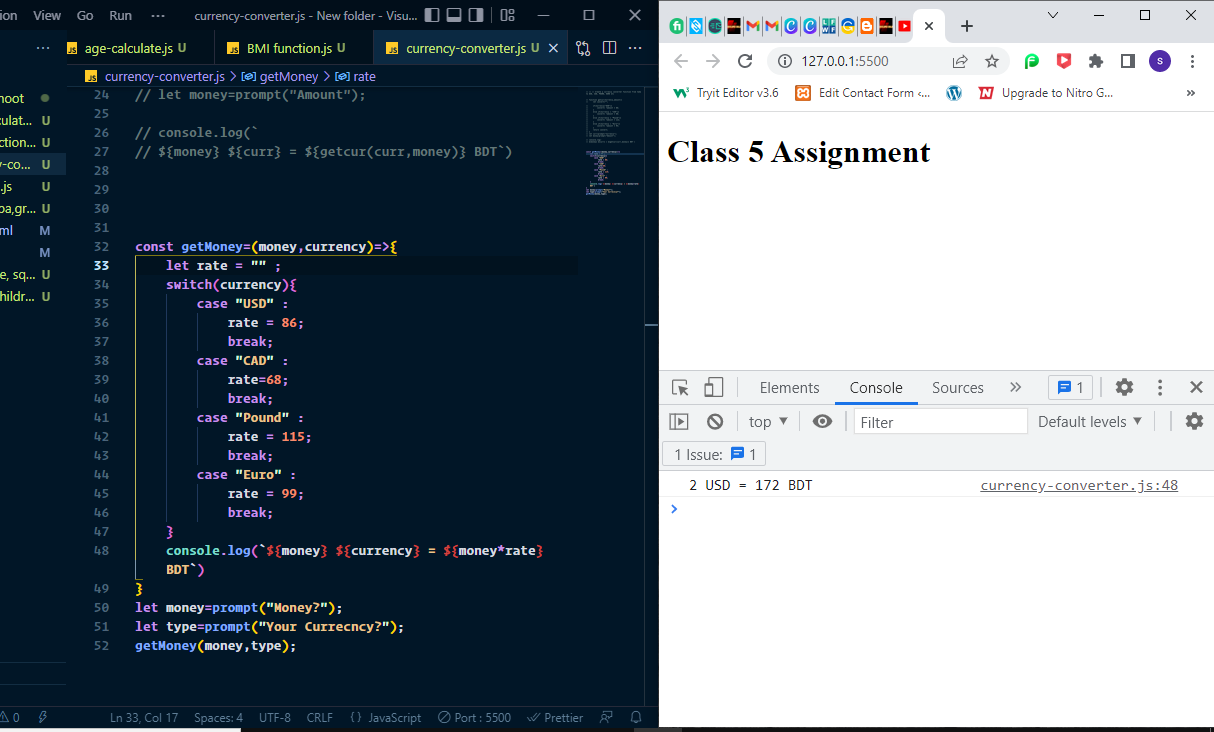 ion View Go Run ··· currency-converter.js - New folder - Visu...
age-calculate.js U BMI function.js U currency-converter.js U
currency-converter.js > getMoney > rate
noot
culat... U
ction... U
y-co... U
.js U
pa,gr... U
ml M
M
e, sq... U
hildr... U
24 // let money=prompt("Amount");
25
26 // console.log(`
27 // ${money} ${curr} = ${getcur(curr,money)} BDT`)
28
29
30
31
32 const getMoney=(money,currency)=>{
33 let rate = "" ;
34 switch(currency){
35 case "USD" :
36 rate = 86;
37 break;
38 case "CAD" :
39 rate=68;
40 break;
41 case "Pound" :
42 rate = 115;
43 break;
44 case "Euro" :
45 rate = 99;
46 break;
47 }
48 console.log(`${money} ${currency} = ${money*rate}
BDT`)
49 }
50 let money=prompt("Money?");
51 let type=prompt("Your Currecncy?");
52 getMoney(money,type);
0 Ln 33, Col 17 Spaces: 4 UTF-8 CRLF {} JavaScript Port : 5500 Prettier
127.0.0.1:5500 S
Tryit Editor v3.6 Edit Contact Form ‹... Upgrade to Nitro G... »
Class 5 Assignment
Elements Console Sources » 1
top ▼ Filter Default levels ▼
1 Issue: 1
2 USD = 172 BDT currency-converter.js:48